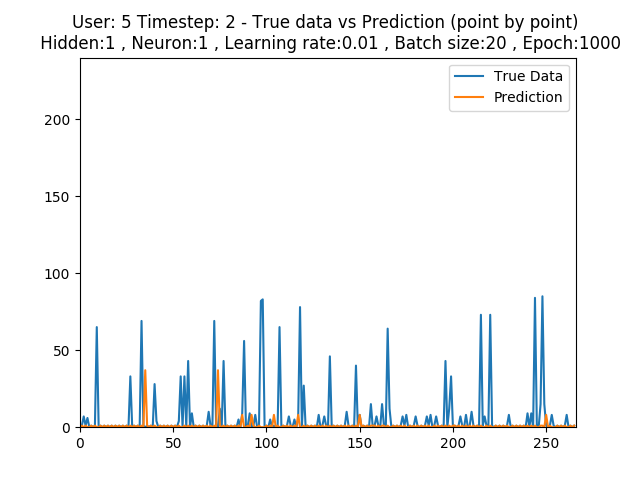 User: 5 Timestep: 2 - True data vs Prediction (point by point)
Hidden:1 , Neuron:1 , Learning rate:0.01 , Batch size:20 , Epoch:1000
True Data
Prediction
200
150
100
50
0
0 50 100 150 200 250